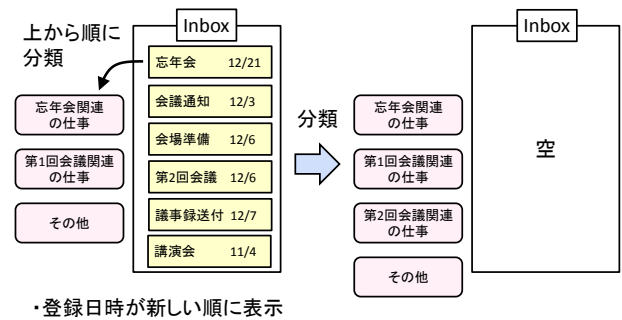 上から順に
分類
Inbox
忘年会 12/21
会議通知 12/3
会場準備 12/6
第2回会議 12/6
議事録送付 12/7
講演会 11/4
忘年会関連
の仕事
第1回会議関連
の仕事
その他
・登録日時が新しい順に表示
分類
Inbox
空
忘年会関連
の仕事
第1回会議関連
の仕事
第2回会議関連
の仕事
その他